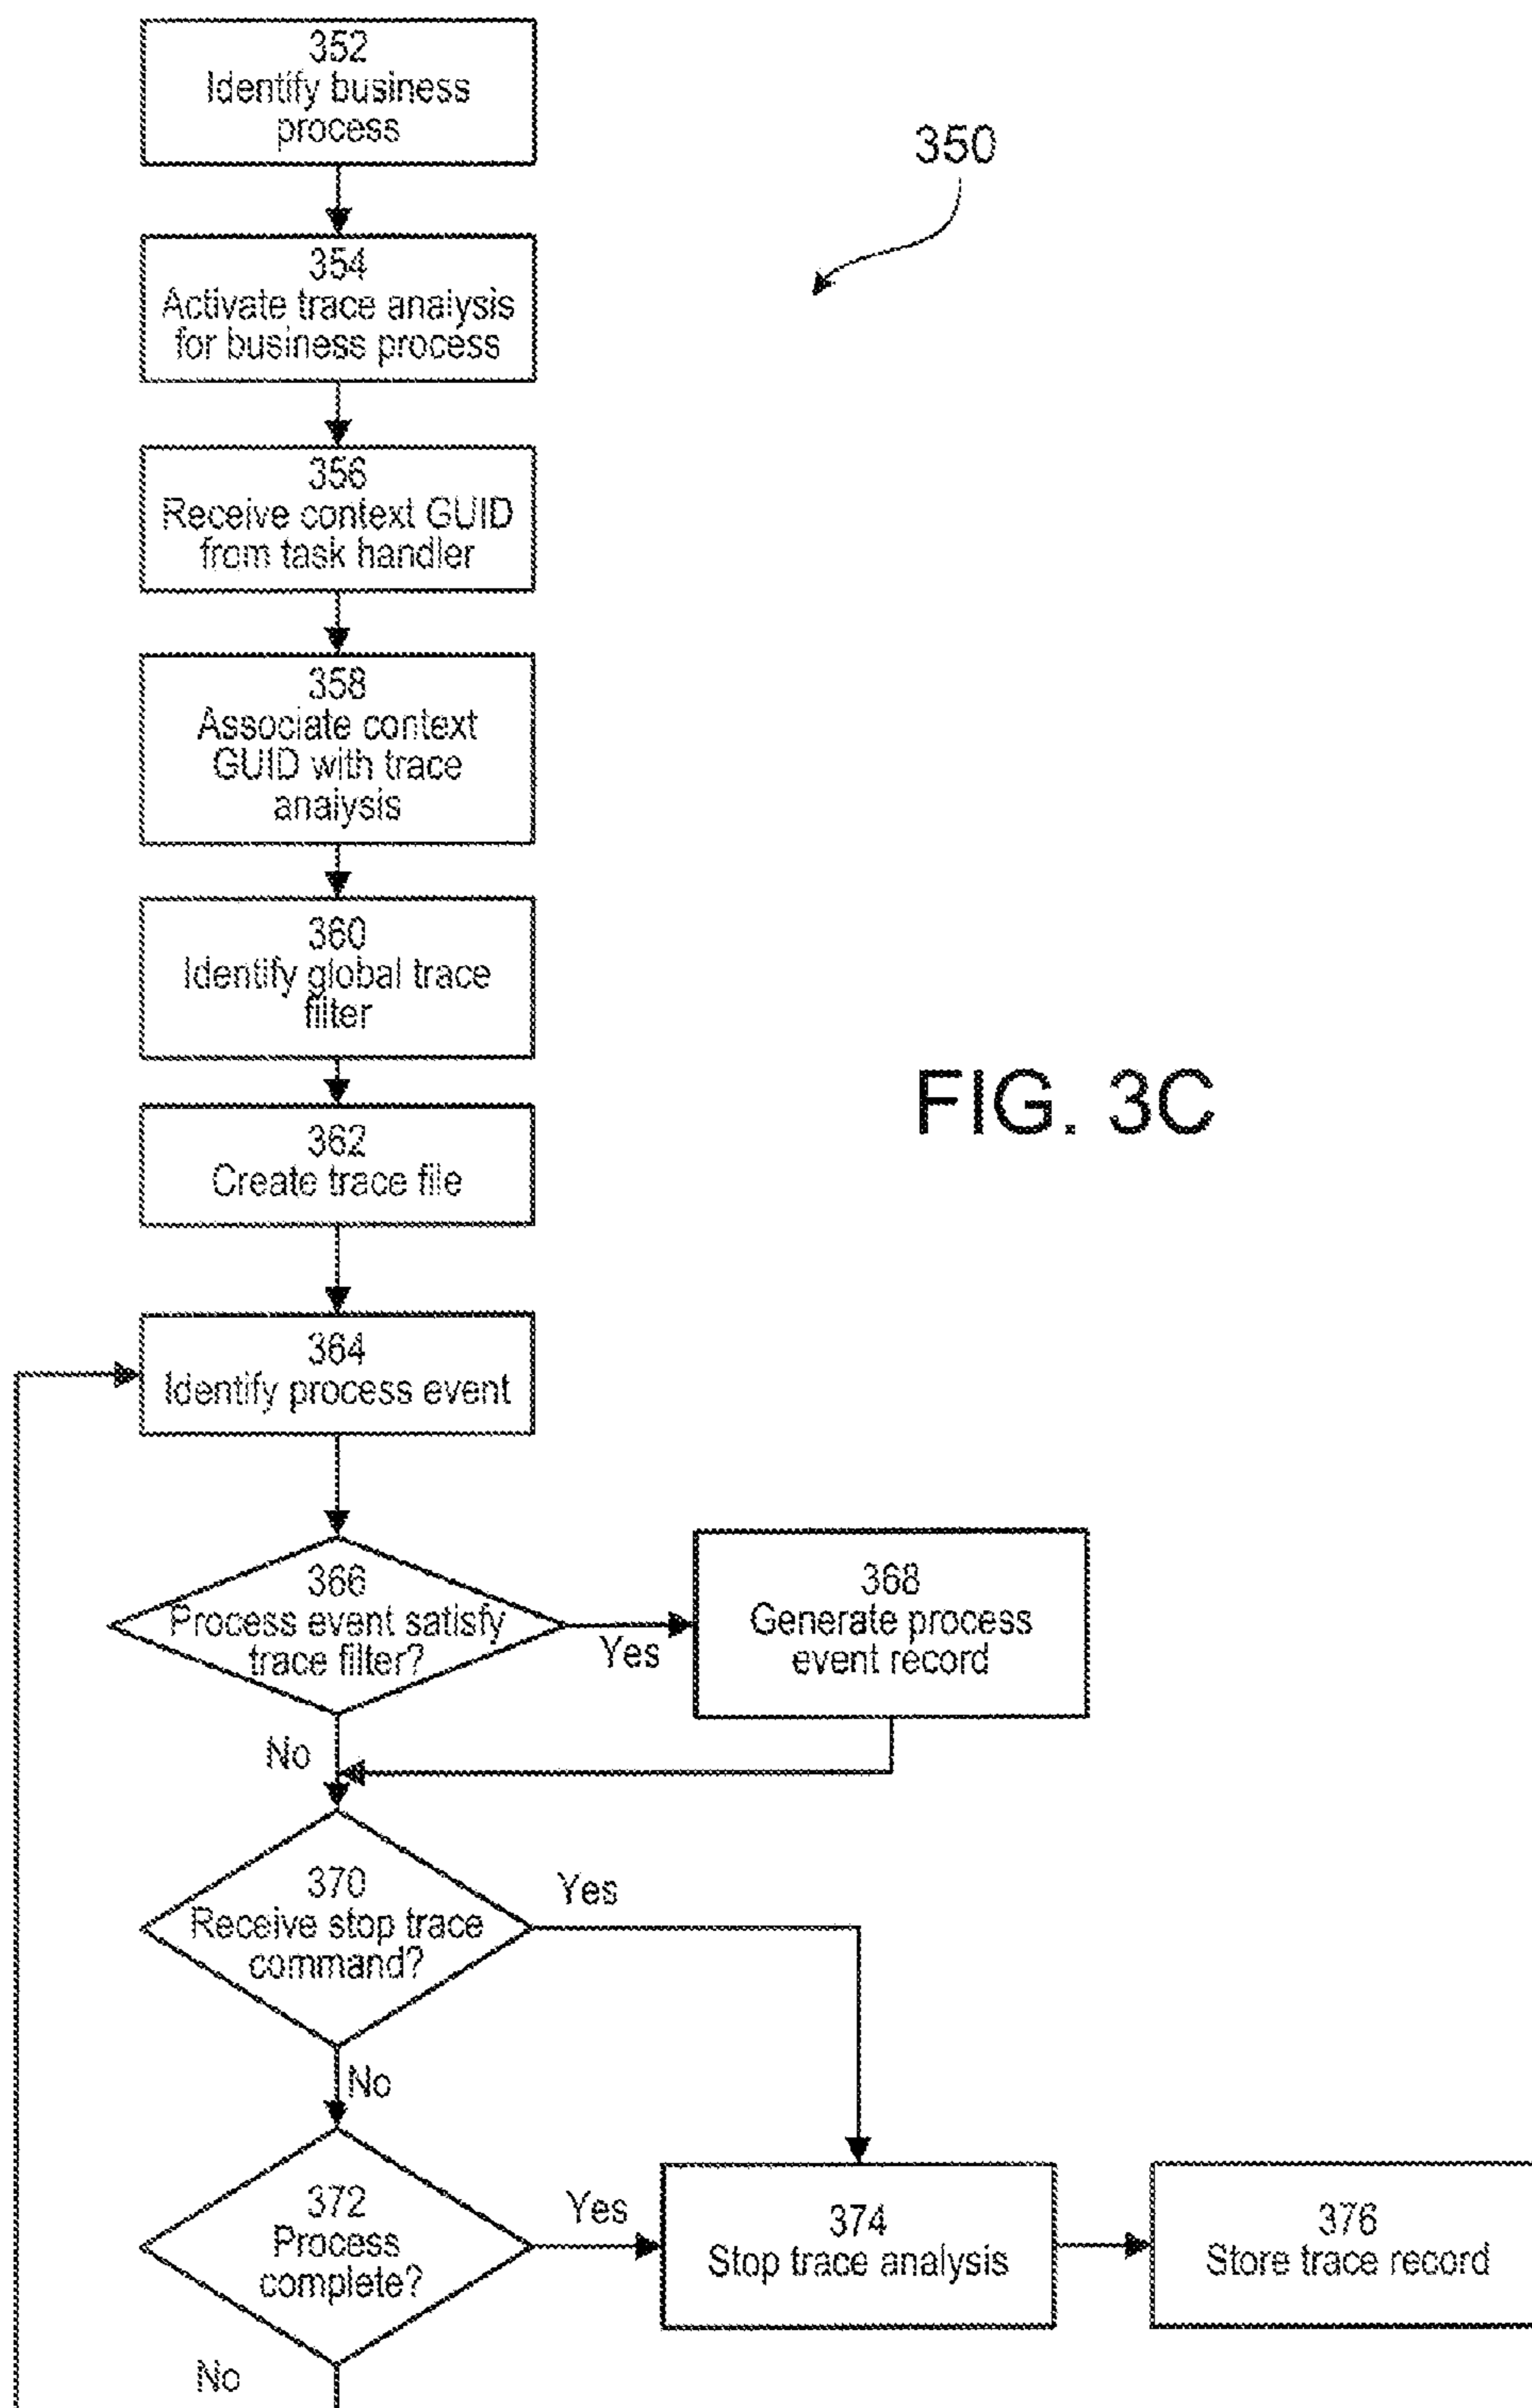 352
Identify business
process
350
354
Activate trace analysis
for business process
356
Receive context GUID
from task handler
358
Associate context
GUID with trace
analysis
360
Identify global trace
filter
FIG. 3C
362
Create trace file
364
Identify process event
366
Process event satisfy
trace filter?
Yes
368
Generate process
event record
No
370
Receive stop trace
command?
Yes
No
372
Process
complete?
Yes
374
Stop trace analysis
376
Store trace record
No